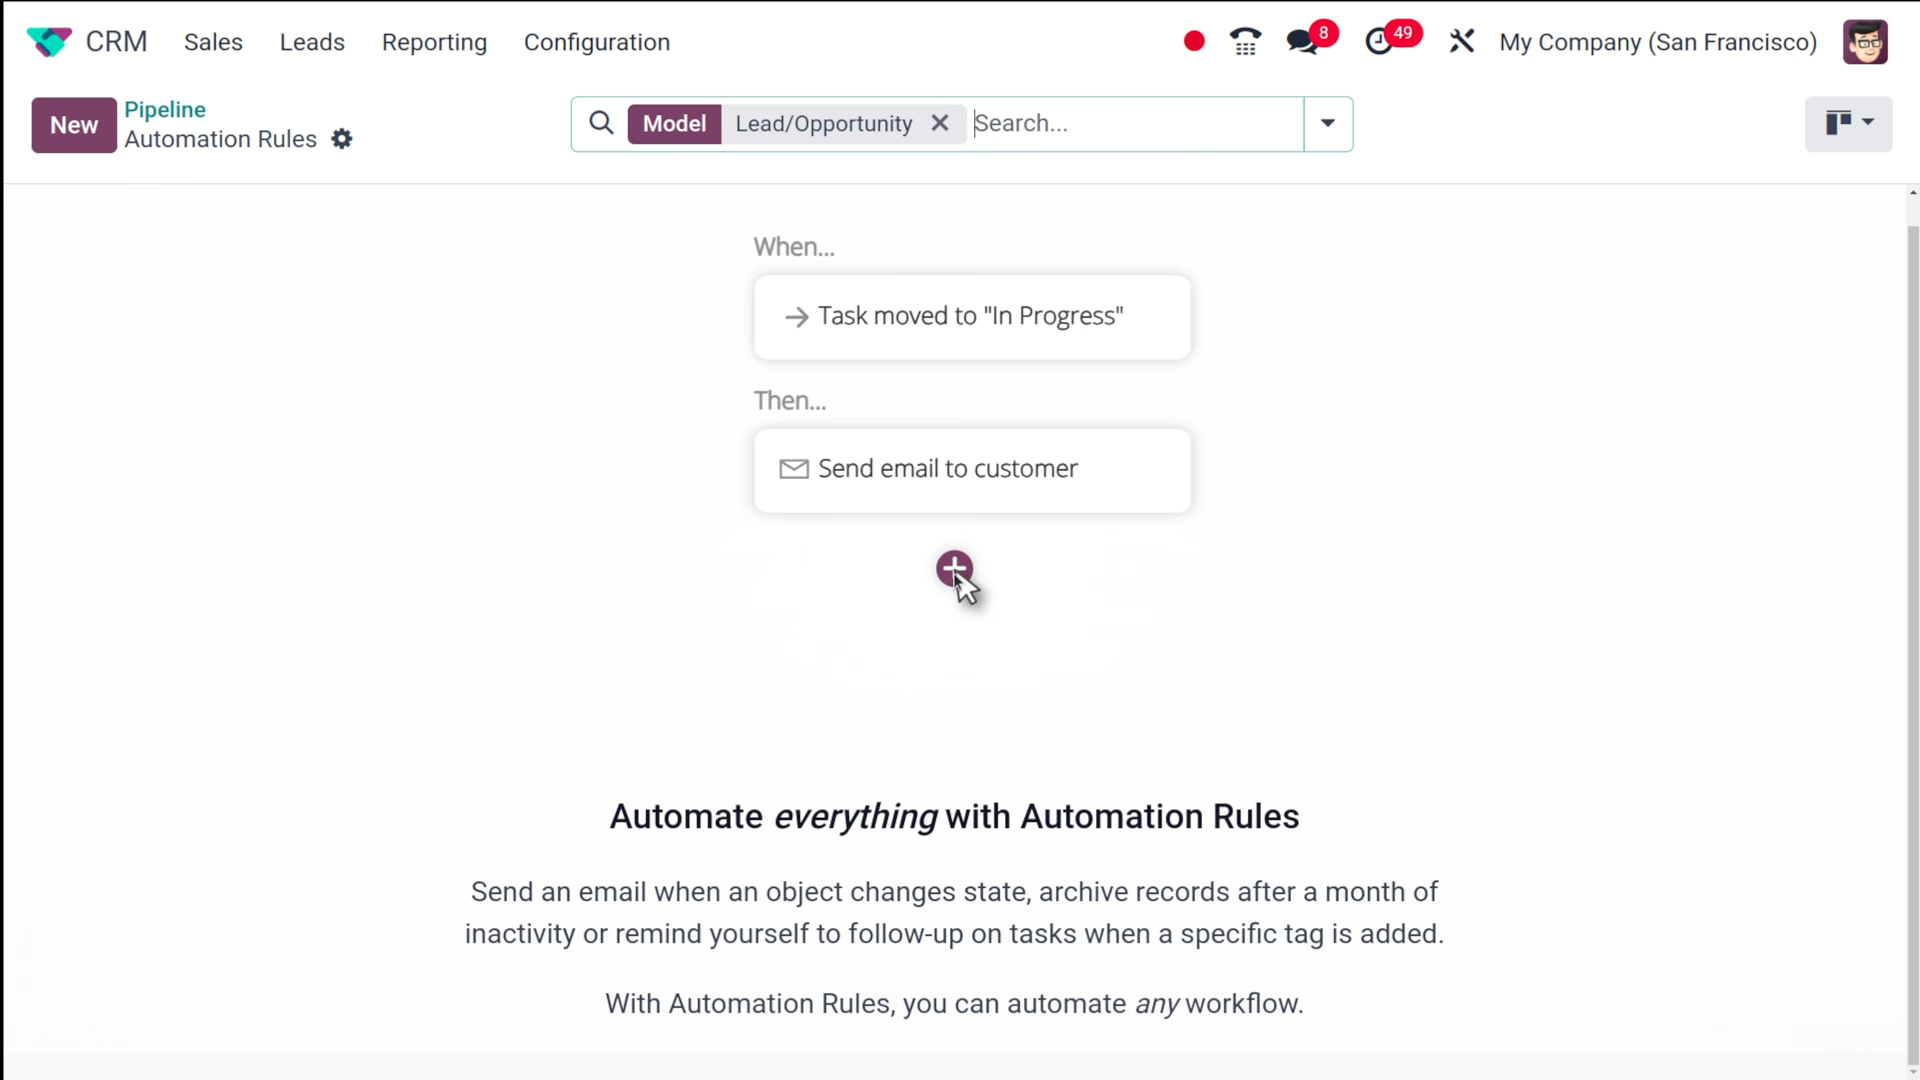 CRM Sales Leads Reporting Configuration 8 49 My Company (San Francisco)
New Pipeline
Automation Rules
Model Lead/Opportunity Search...
When...
Task moved to "In Progress"
Then...
Send email to customer
Automate everything with Automation Rules
Send an email when an object changes state, archive records after a month of
inactivity or remind yourself to follow-up on tasks when a specific tag is added.
With Automation Rules, you can automate any workflow.